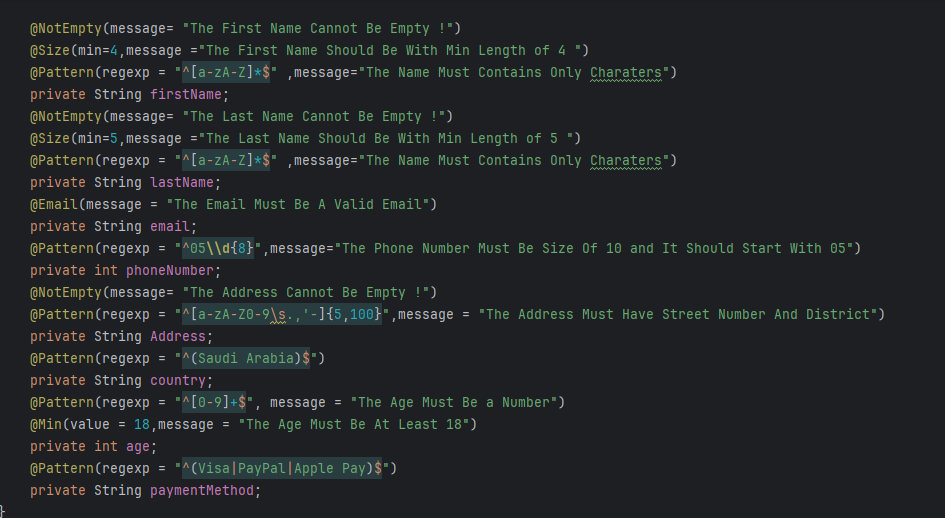 @NotEmpty(message= "The First Name Cannot Be Empty !")
@Size(min=4,message ="The First Name Should Be With Min Length of 4 ")
@Pattern(regexp = "^[a-zA-Z]*$" ,message="The Name Must Contains Only Charaters")
private String firstName;
@NotEmpty(message= "The Last Name Cannot Be Empty !")
@Size(min=5,message ="The Last Name Should Be With Min Length of 5 ")
@Pattern(regexp = "^[a-zA-Z]*$" ,message="The Name Must Contains Only Charaters")
private String lastName;
@Email(message = "The Email Must Be A Valid Email")
private String email;
@Pattern(regexp = "^05\\d{8}",message="The Phone Number Must Be Size Of 10 and It Should Start With 05")
private int phoneNumber;
@NotEmpty(message= "The Address Cannot Be Empty !")
@Pattern(regexp = "^[a-zA-Z0-9\s.,'-]{5,100}",message = "The Address Must Have Street Number And District")
private String Address;
@Pattern(regexp = "^(Saudi Arabia)$")
private String country;
@Pattern(regexp = "^[0-9]+$", message = "The Age Must Be a Number")
@Min(value = 18,message = "The Age Must Be At Least 18")
private int age;
@Pattern(regexp = "^(Visa|PayPal|Apple Pay)$")
private String paymentMethod;
}